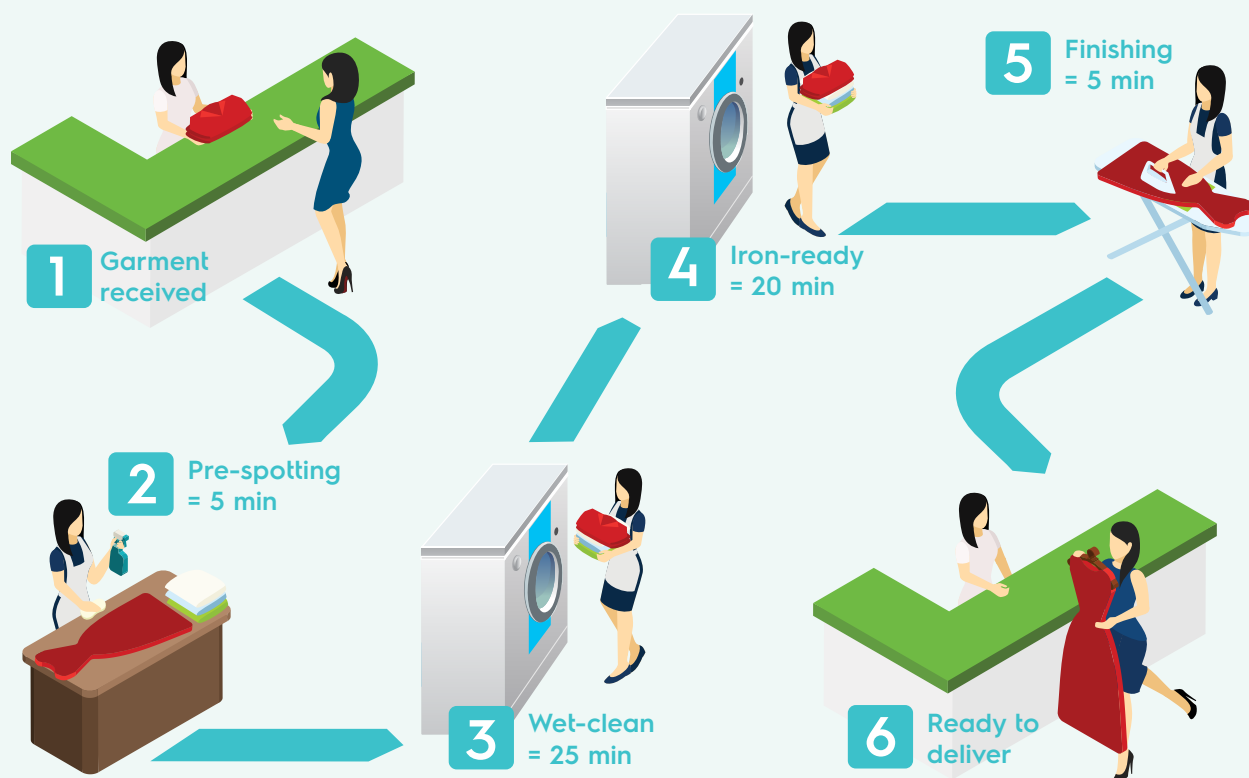 1
Garment
received
2
Pre-spotting
= 5 min
3
Wet-clean
= 25 min
4
Iron-ready
= 20 min
5
Finishing
= 5 min
6
Ready to
deliver